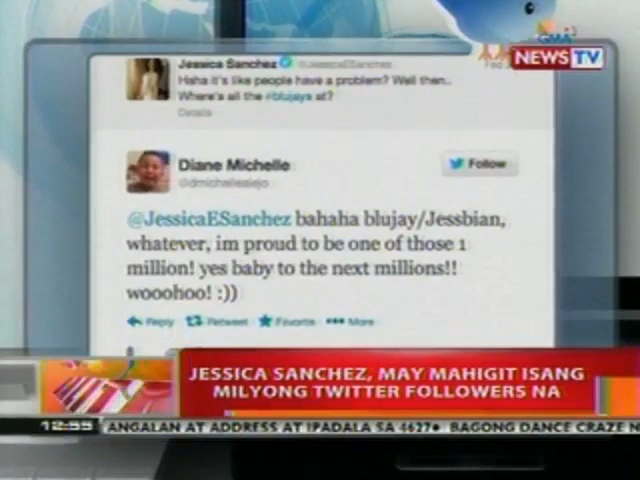 GMA
NEWS TV
Jessica Sanchez @JessicaESanchez
Haha it's like people have a problem? Well then..
Where's all the #blujays at?
Details
Diane Michelle
Follow
@dmichellealejo
@JessicaESanchez bahaha blujay/Jessbian,
whatever, im proud to be one of those 1
million! yes baby to the next millions!!
wooohoo! :))
Reply Retweet Favorite More
JESSICA SANCHEZ, MAY MAHIGIT ISANG
MILYONG TWITTER FOLLOWERS NA
12:55 ANGALAN AT ADDRESS AT IPADALA SA 4627• BAGONG DANCE CRAZE N